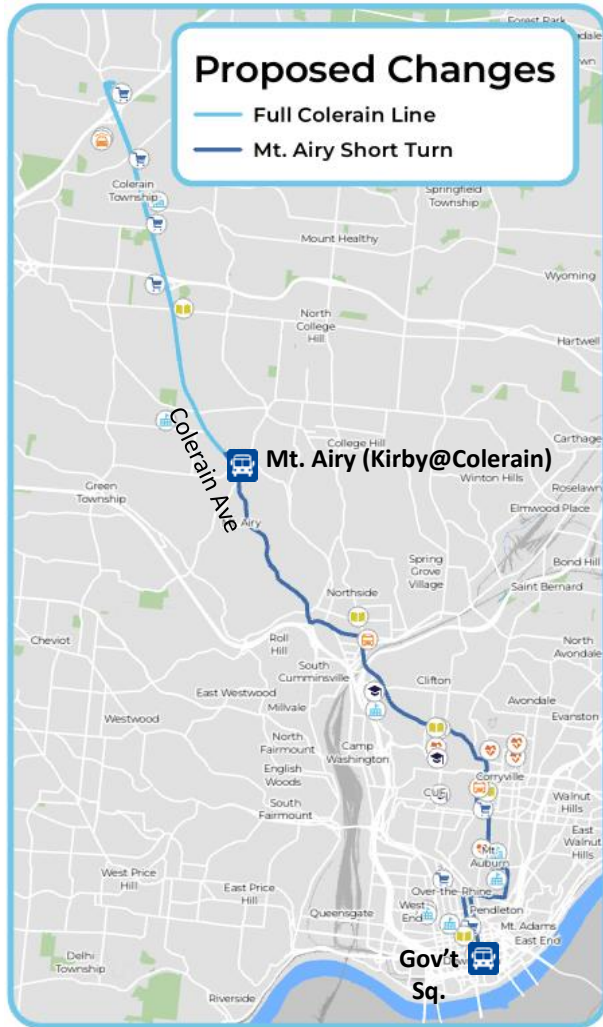 Forest Park
Proposed Changes
Full Colerain Line
Mt. Airy Short Turn
Colerain
Township
Springfield
Township
Mount Healthy
Wyoming
North
College
Hill
Hartwell
Colerain Ave
College Hill
Carthage
Mt. Airy (Kirby@Colerain)
Winton Hills
Roselawn
Green
Township
Elmwood Place
Airy
Bond Hill
Spring
Grove
Village
Saint Bernard
Northside
Cheviot
Roll
Hill
North
Avondale
South
Cumminsville
Clifton
East Westwood
Millvale
Avondale
Westwood
Evanston
North
Fairmount
Camp
Washington
English
Woods
Corryville
CUF
Walnut
Hills
South
Fairmount
East
Walnut
Hills
Mt.
Auburn
West Price
Hill
East Price
Hill
Over-the-Rhine
West
End
Pendleton
Queensgate
Mt. Adams
East End
Delhi
Township
Gov't
Sq.
Riverside